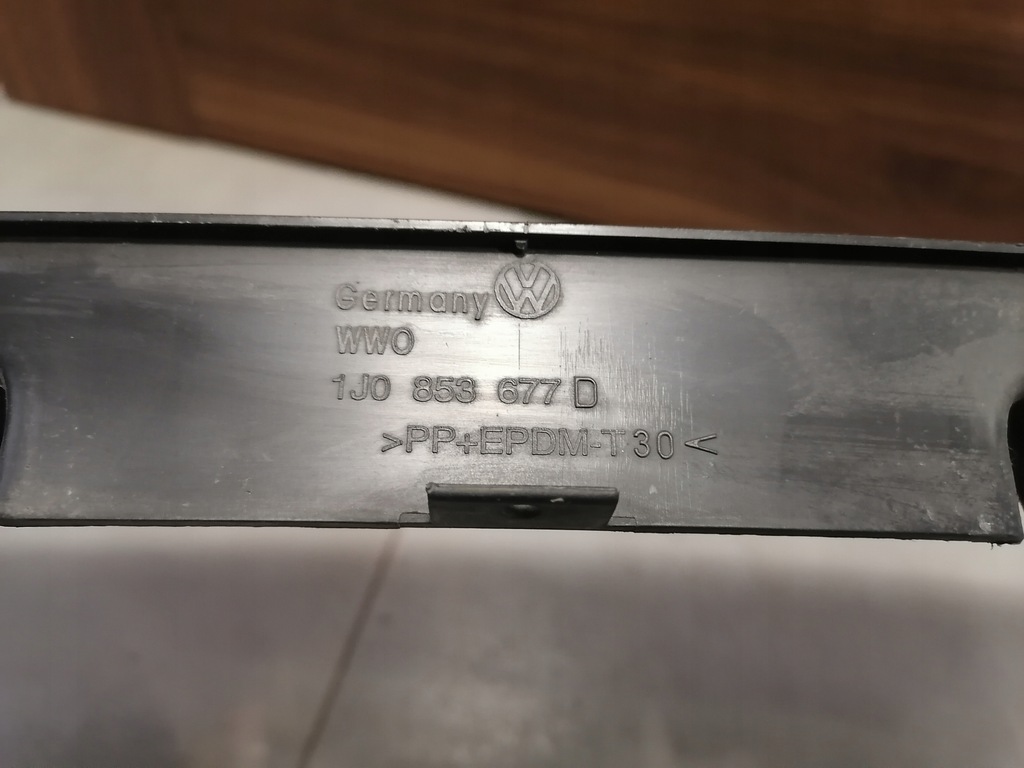 Germany
WWO
1J0 853 677 D
>PP+EPDM-T30<